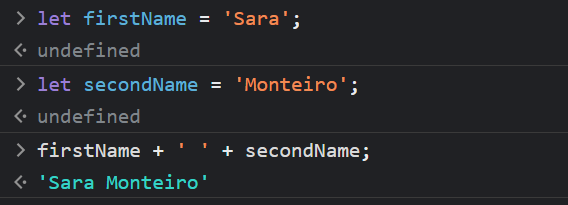 > let firstName = 'Sara';
<· undefined
> let secondName = 'Monteiro';
<· undefined
> firstName + ' ' + secondName;
<· 'Sara Monteiro'